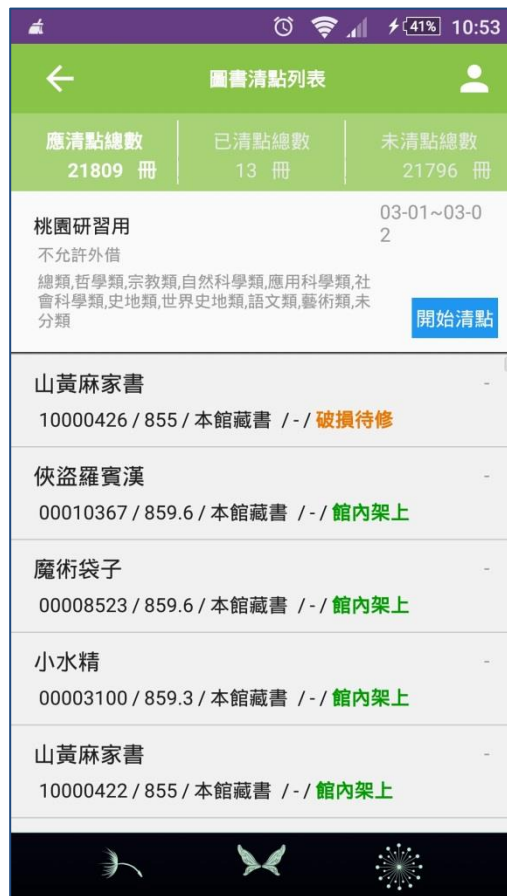 41% 10:53
圖書清點列表
應清點總數 已清點總數 未清點總數
21809 冊 13 冊 21796 冊
桃園研習用 03-01~03-0
2
不允許外借
總類,哲學類,宗教類,自然科學類,應用科學類,社
會科學類,史地類,世界史地類,語文類,藝術類,未
分類
開始清點
山黃麻家書 -
10000426 / 855 / 本館藏書 / - / 破損待修
俠盜羅賓漢 -
00010367 / 859.6 / 本館藏書 / - / 館內架上
魔術袋子 -
00008523 / 859.6 / 本館藏書 / - / 館內架上
小水精 -
00003100 / 859.3 / 本館藏書 / - / 館內架上
山黃麻家書 -
10000422 / 855 / 本館藏書 / - / 館內架上